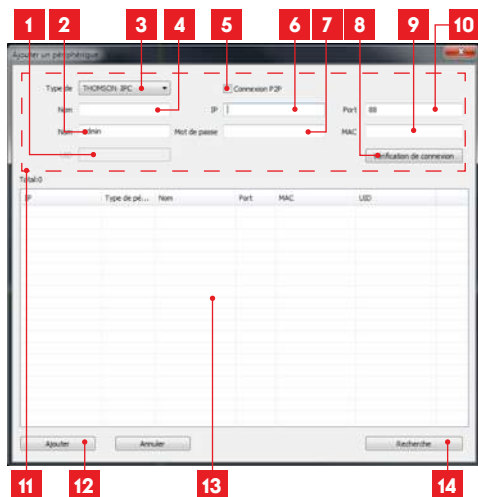 1 2 3 4 5 6 7 8 9 10
Ajouter un périphérique
Type de THOMSON IPC Connexion P2P
Nom IP Port 88
Nom admin Mot de passe MAC
UID Vérification de connexion
Total:0
IP Type de pé... Nom Port MAC UID
Ajouter Annuler Recherche
11 12 13 14